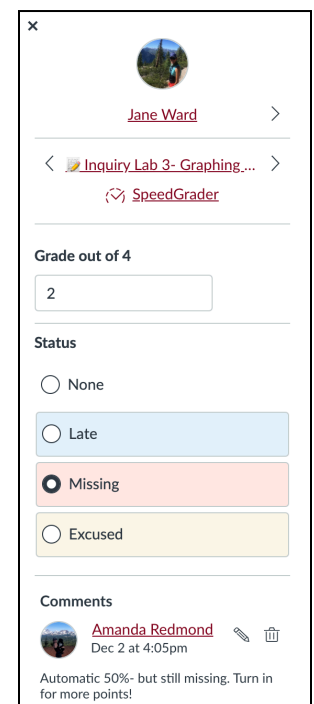 ×
Jane Ward
Inquiry Lab 3- Graphing ...
SpeedGrader
Grade out of 4
2
Status
None
Late
Missing
Excused
Comments
Amanda Redmond
Dec 2 at 4:05pm
Automatic 50%- but still missing. Turn in
for more points!